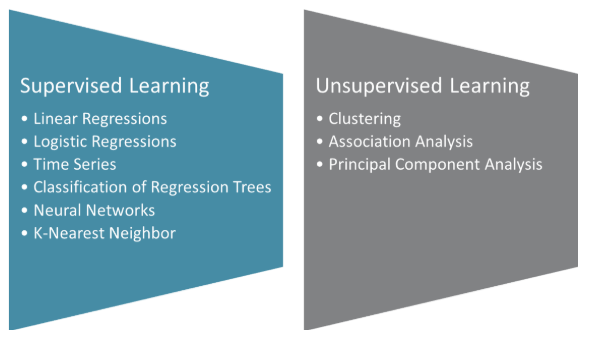 Supervised Learning
• Linear Regressions
• Logistic Regressions
• Time Series
• Classification of Regression Trees
• Neural Networks
• K-Nearest Neighbor
Unsupervised Learning
• Clustering
• Association Analysis
• Principal Component Analysis